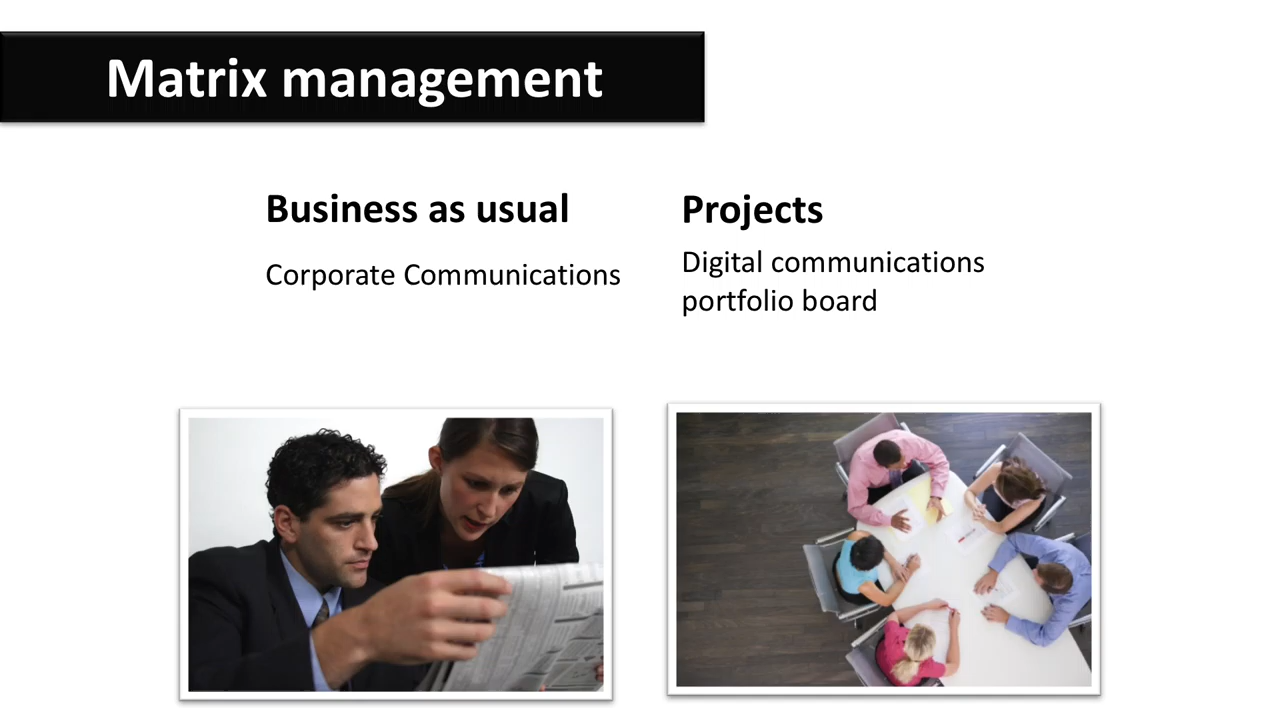 Matrix management
Business as usual
Corporate Communications
Projects
Digital communications
portfolio board